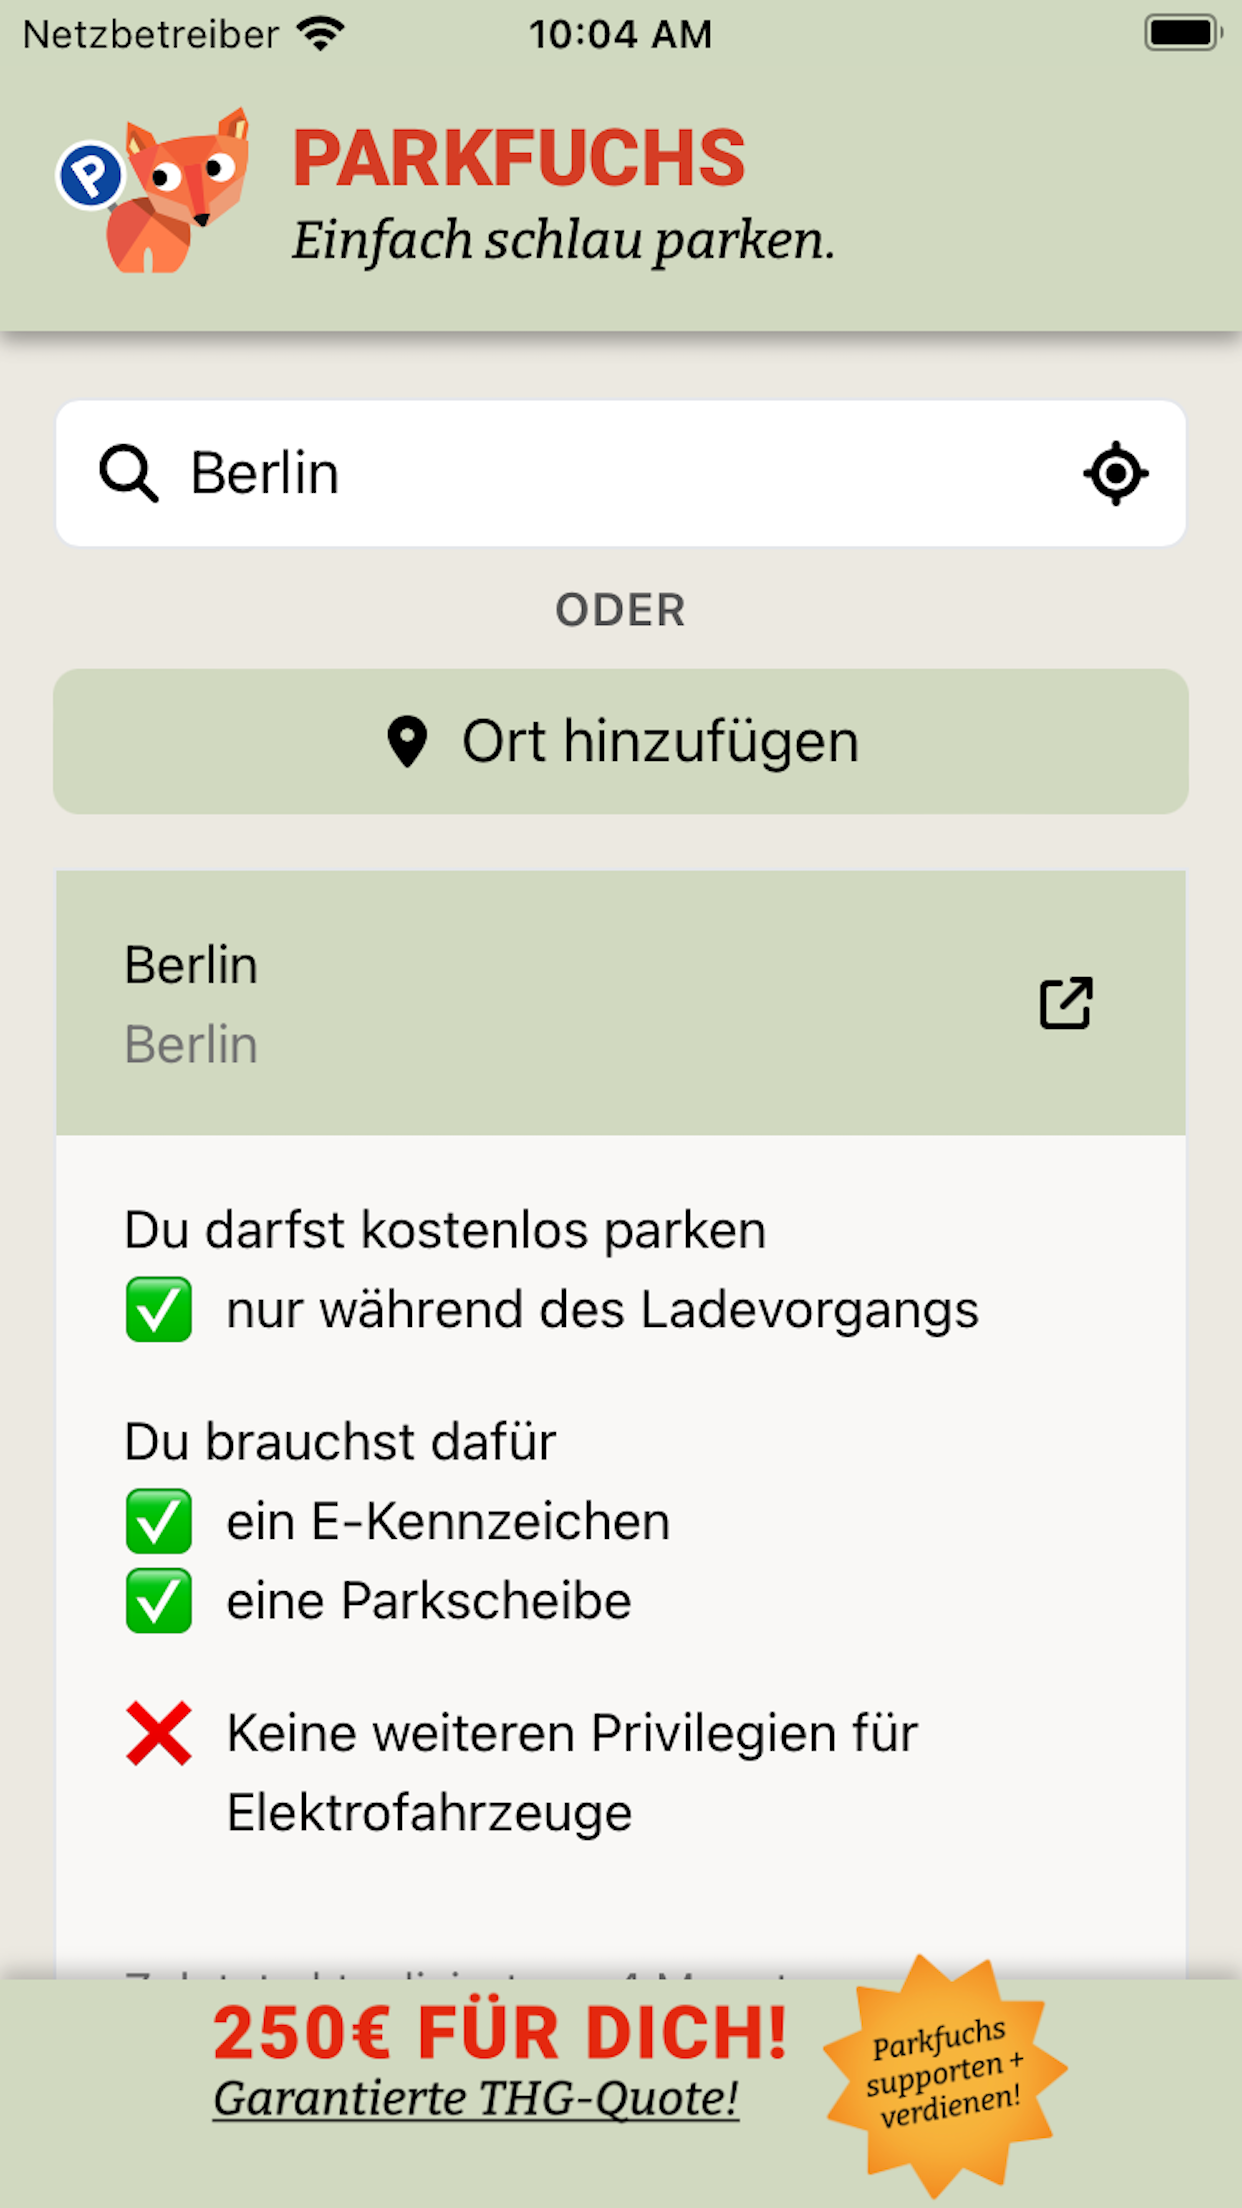 Netzbetreiber 10:04 AM
P
PARKFUCHS
Einfach schlau parken.
Berlin
ODER
Ort hinzufügen
Berlin
Berlin
Du darfst kostenlos parken
✅ nur während des Ladevorgangs
Du brauchst dafür
✅ ein E-Kennzeichen
✅ eine Parkscheibe
❌ Keine weiteren Privilegien für
Elektrofahrzeuge
250€ FÜR DICH!
Garantierte THG-Quote!
Parkfuchs
supporten +
verdienen!